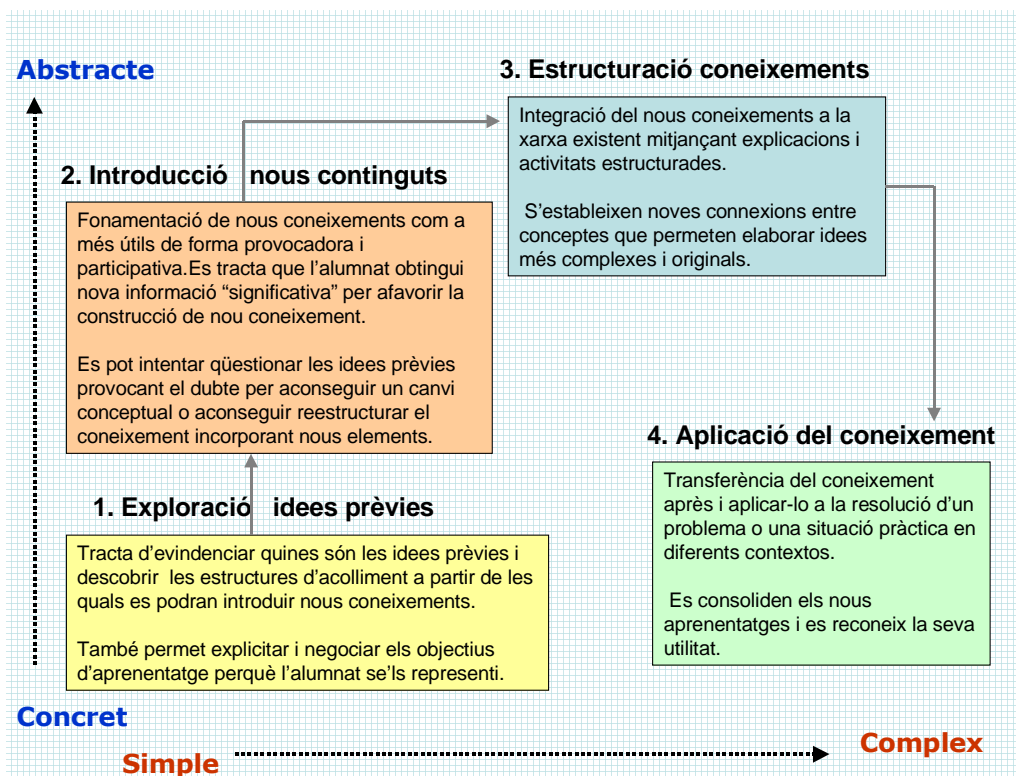 Abstracte
3. Estructuració coneixements
Integració del nous coneixements a la
xarxa existent mitjançant explicacions i
activitats estructurades.
S'estableixen noves connexions entre
conceptes que permeten elaborar idees
més complexes i originals.
2. Introducció nous continguts
Fonamentació de nous coneixements com a
més útils de forma provocadora i
participativa.Es tracta que l'alumnat obtingui
nova informació “significativa” per afavorir la
construcció de nou coneixement.
Es pot intentar qüestionar les idees prèvies
provocant el dubte per aconseguir un canvi
conceptual o aconseguir reestructurar el
coneixement incorporant nous elements.
4. Aplicació del coneixement
Transferència del coneixement
après i aplicar-lo a la resolució d'un
problema o una situació pràctica en
diferents contextos.
Es consoliden els nous
aprenentatges i es reconeix la seva
utilitat.
1. Exploració idees prèvies
Tracta d'evindenciar quines són les idees prèvies i
descobrir les estructures d'acolliment a partir de les
quals es podran introduir nous coneixements.
També permet explicitar i negociar els objectius
d'aprenentatge perquè l'alumnat se'ls representi.
Concret
Simple
Complex